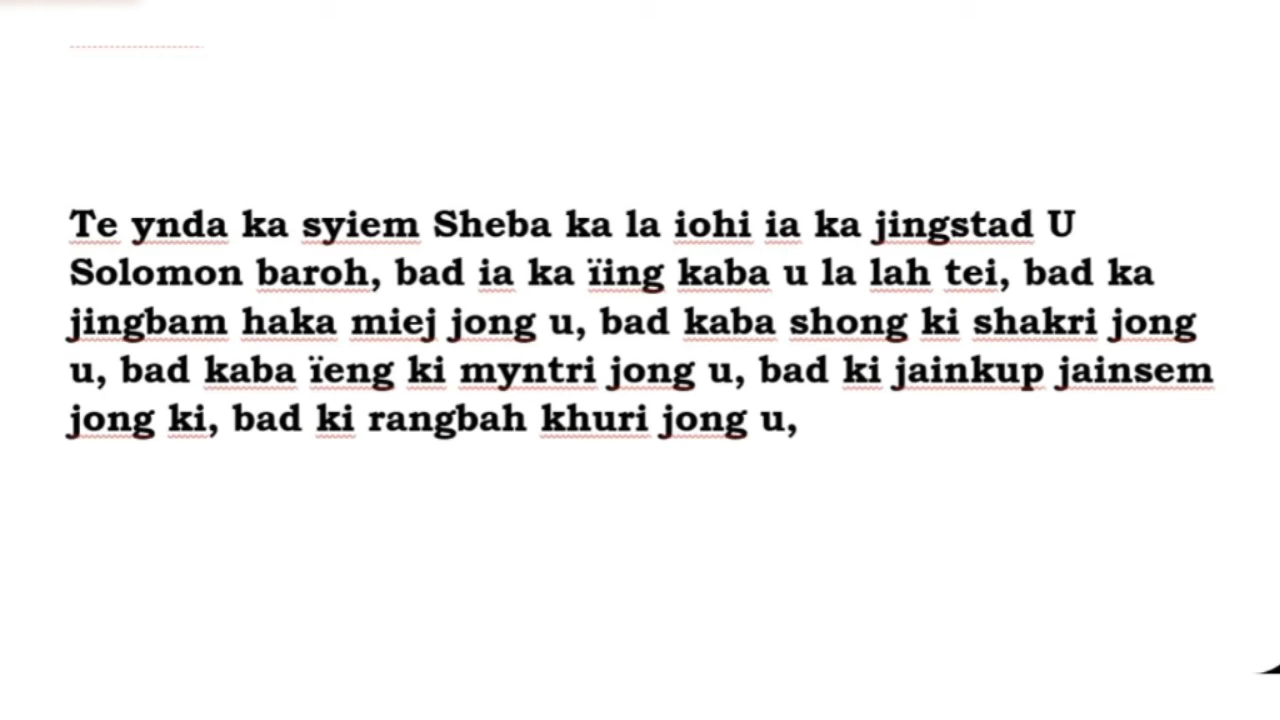 Te ynda ka syiem Sheba ka la iohi ia ka jingstad U
Solomon baroh, bad ia ka ïing kaba u la lah tei, bad ka
jingbam haka miej jong u, bad kaba shong ki shakri jong
u, bad kaba ïeng ki myntri jong u, bad ki jainkup jainsem
jong ki, bad ki rangbah khuri jong u,